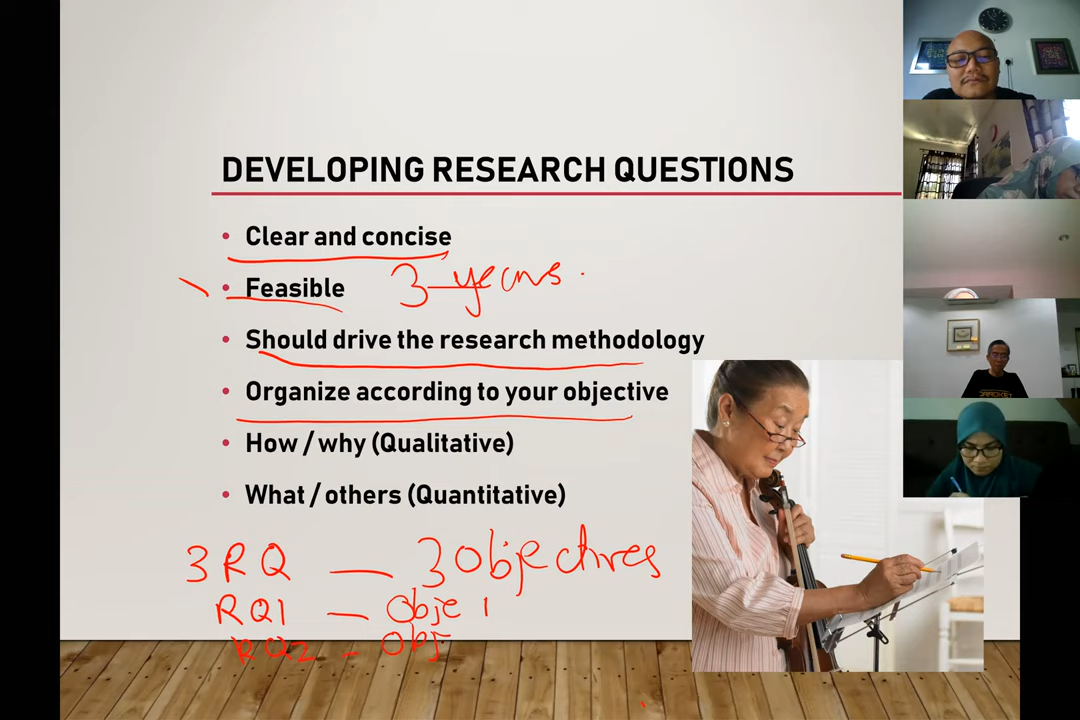 DEVELOPING RESEARCH QUESTIONS
• Clear and concise
• Feasible 3 years.
• Should drive the research methodology
• Organize according to your objective
• How / why (Qualitative)
• What / others (Quantitative)
3 RQ — 3 Objectives
RQ1 — Obje 1
RQ2 - Obj